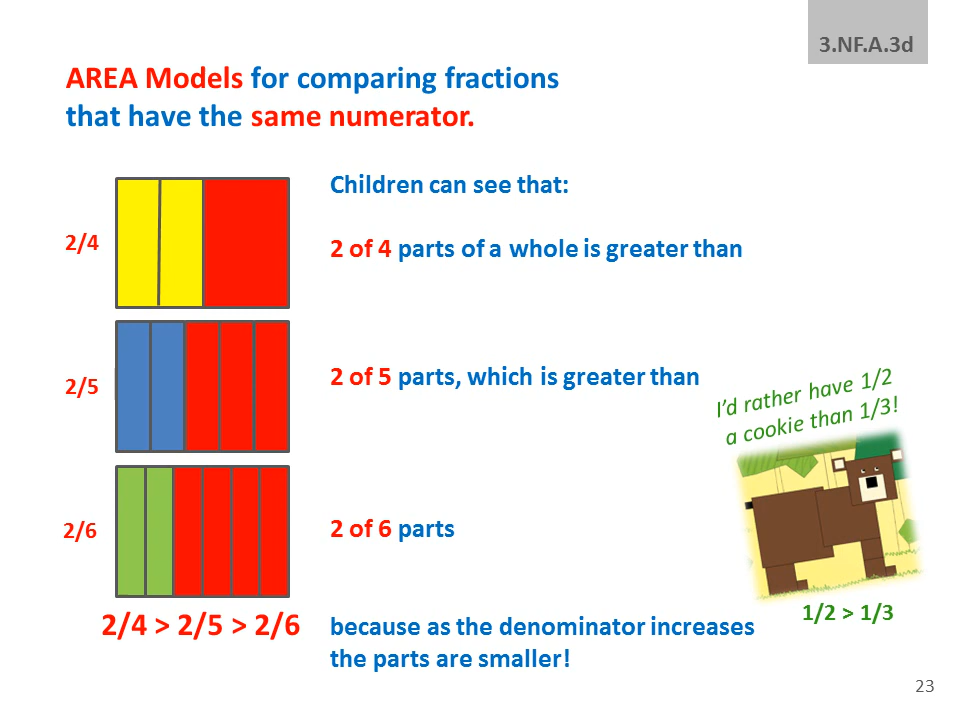 3.NF.A.3d
AREA Models for comparing fractions
that have the same numerator.
Children can see that:
2/4
2 of 4 parts of a whole is greater than
2/5
2 of 5 parts, which is greater than
I'd rather have 1/2
a cookie than 1/3!
2/6
2 of 6 parts
1/2 > 1/3
2/4 > 2/5 > 2/6
because as the denominator increases
the parts are smaller!
23